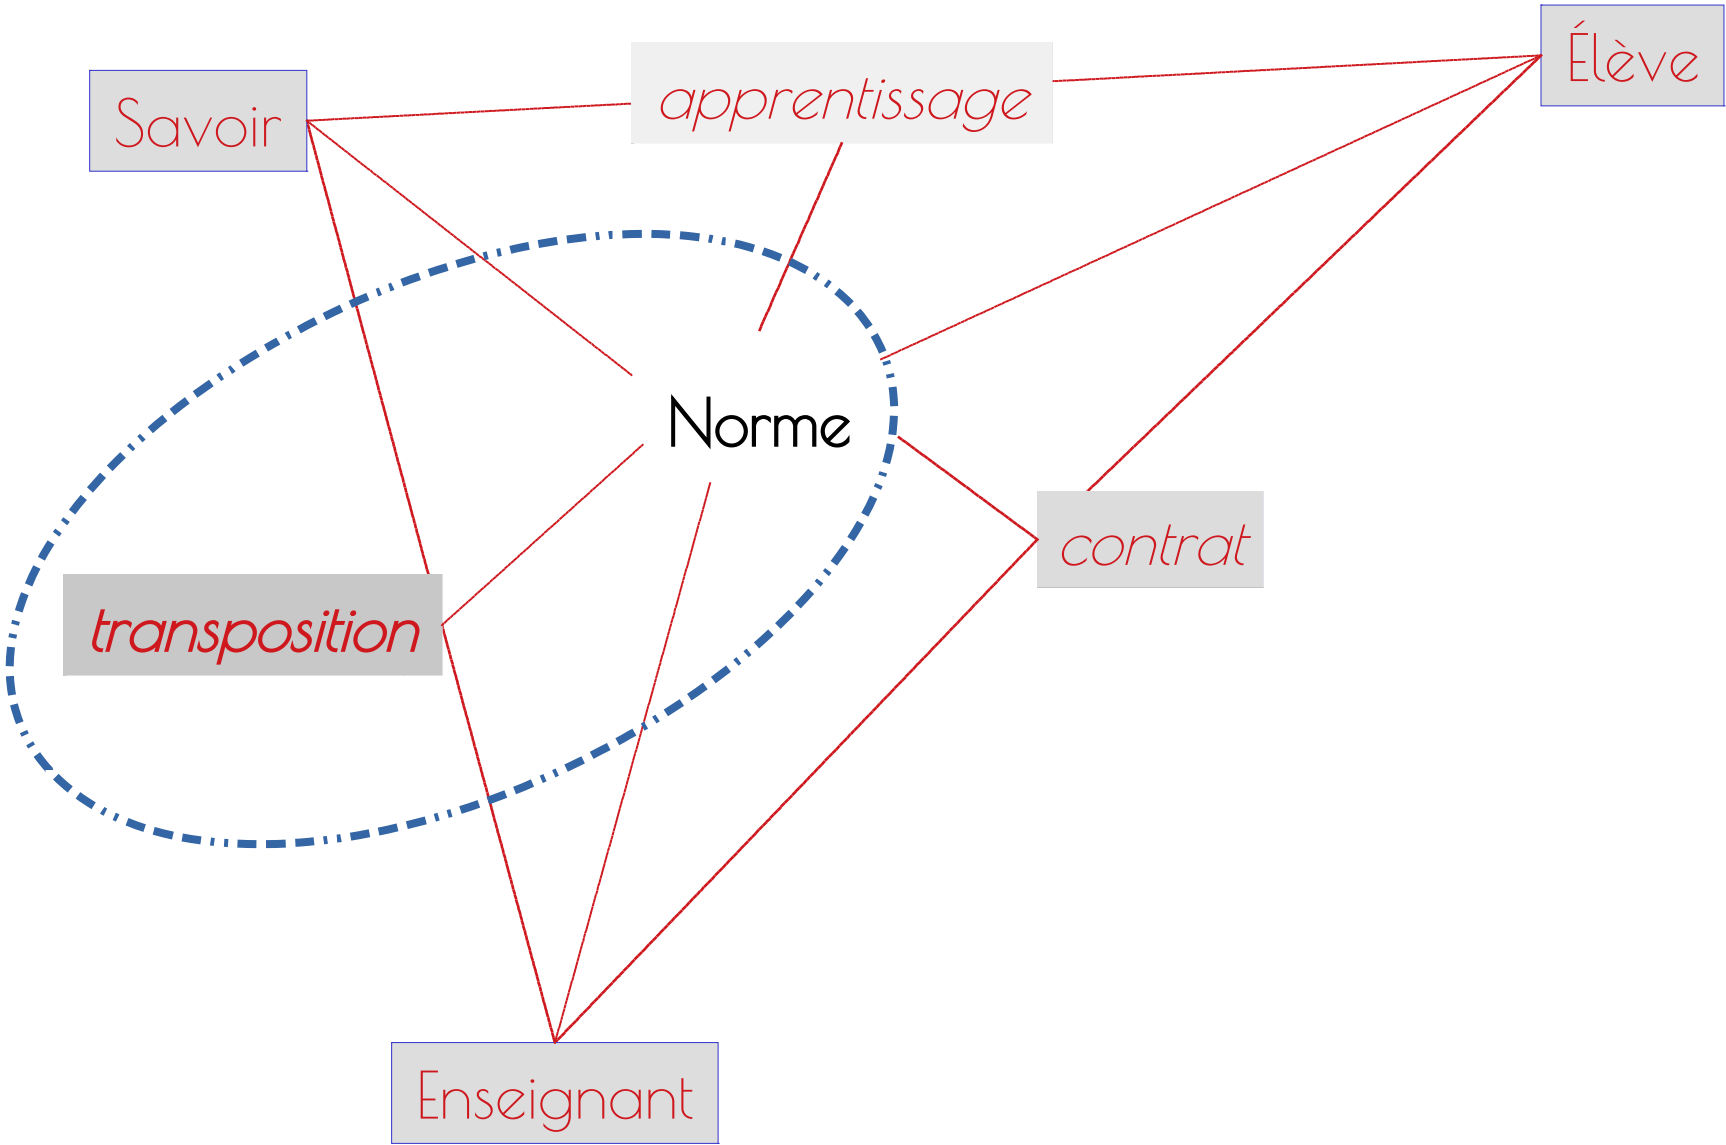 Élève
Savoir
apprentissage
Norme
contrat
transposition
Enseignant